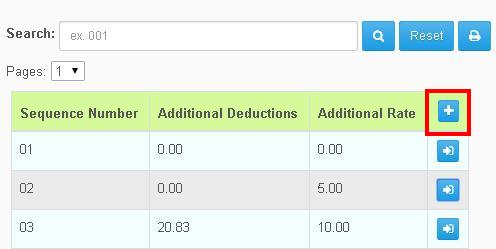 Search: ex. 001 Reset
Pages: 1
Sequence Number Additional Deductions Additional Rate
01 0.00 0.00
02 0.00 5.00
03 20.83 10.00